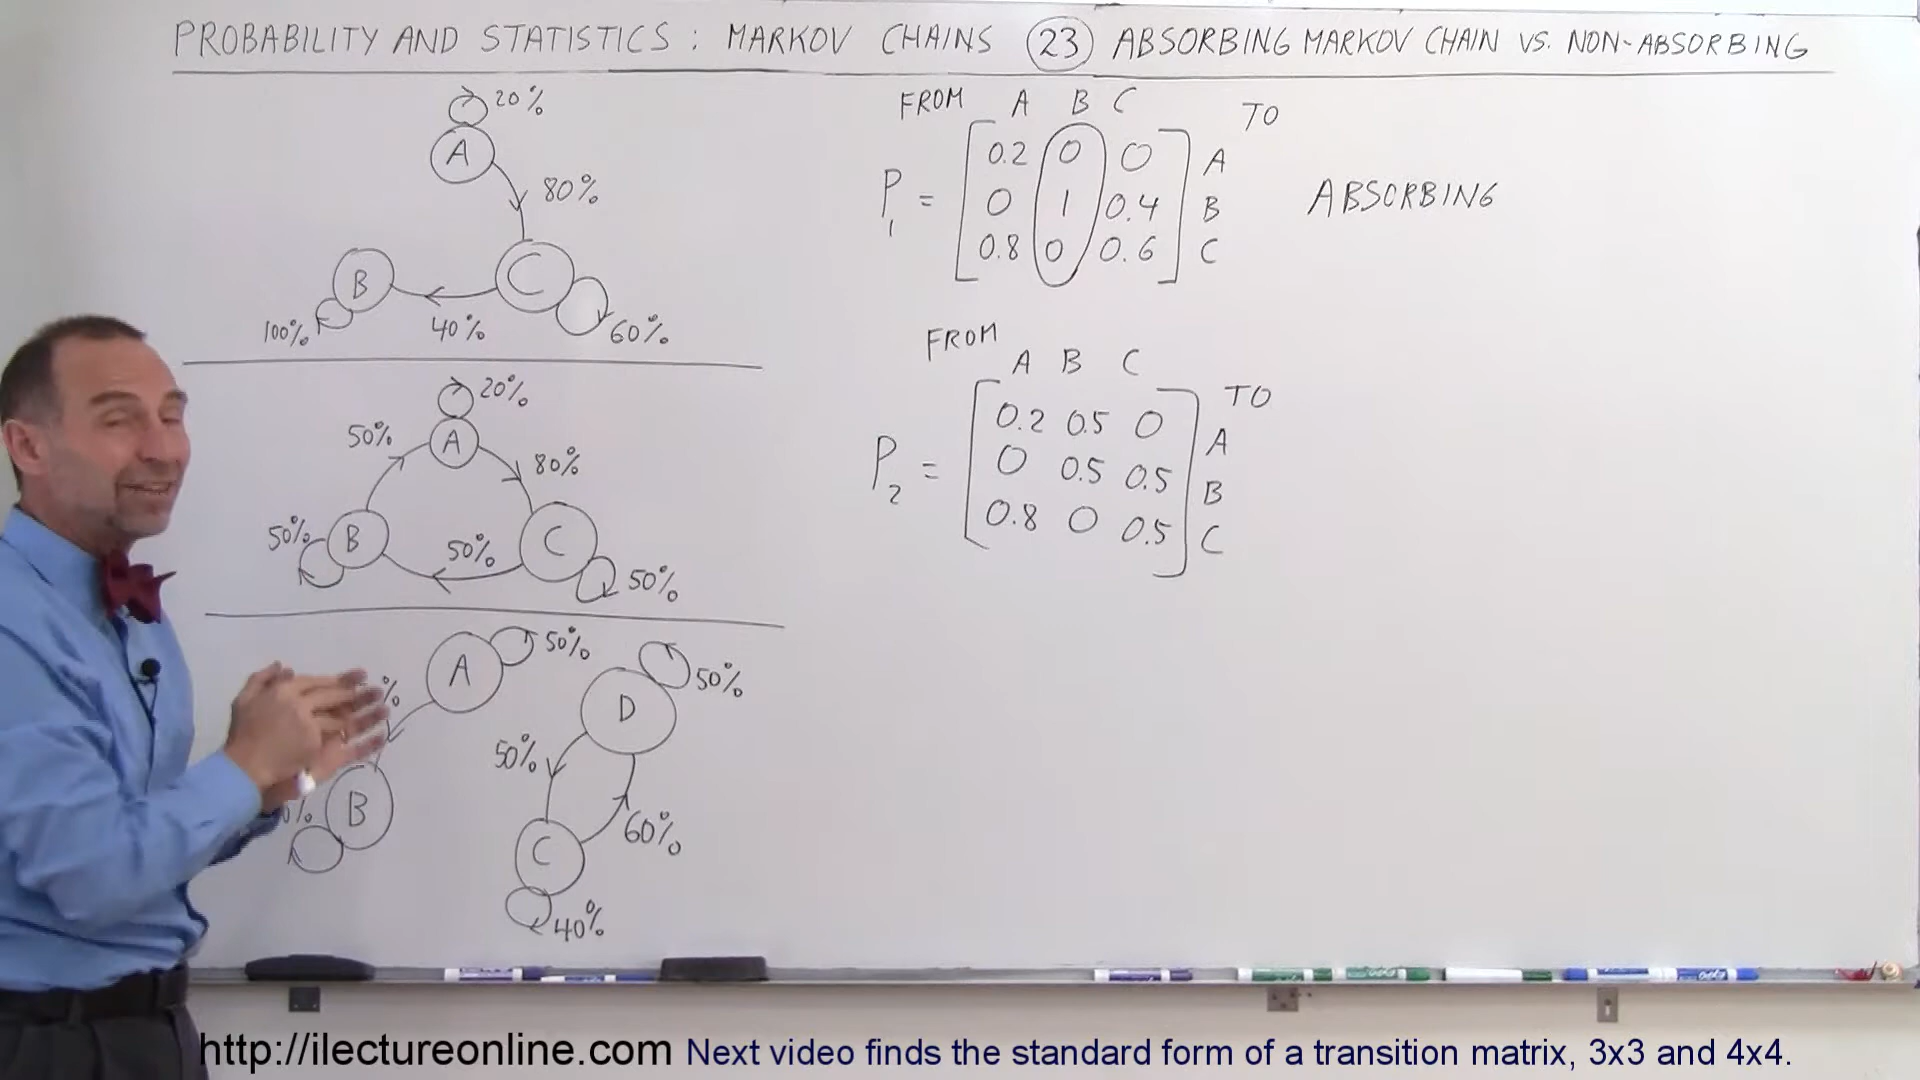 PROBABILITY AND STATISTICS: MARKOV CHAINS 23 ABSORBING MARKOV CHAIN VS. NON-ABSORBING
20%
A
80%
B
C
100%
40%
60%
FROM A B C TO
P1 =
0.2 0 0 A
0 1 0.4 B
0.8 0 0.6 C
ABSORBING
20%
50%
A
80%
50%
B
50%
C
50%
FROM
A B C
TO
P2 =
0.2 0.5 0 A
0 0.5 0.5 B
0.8 0 0.5 C
A
50%
%
D
50%
50%
B
%
C
60%
40%
http://ilectureonline.com Next video finds the standard form of a transition matrix, 3x3 and 4x4.